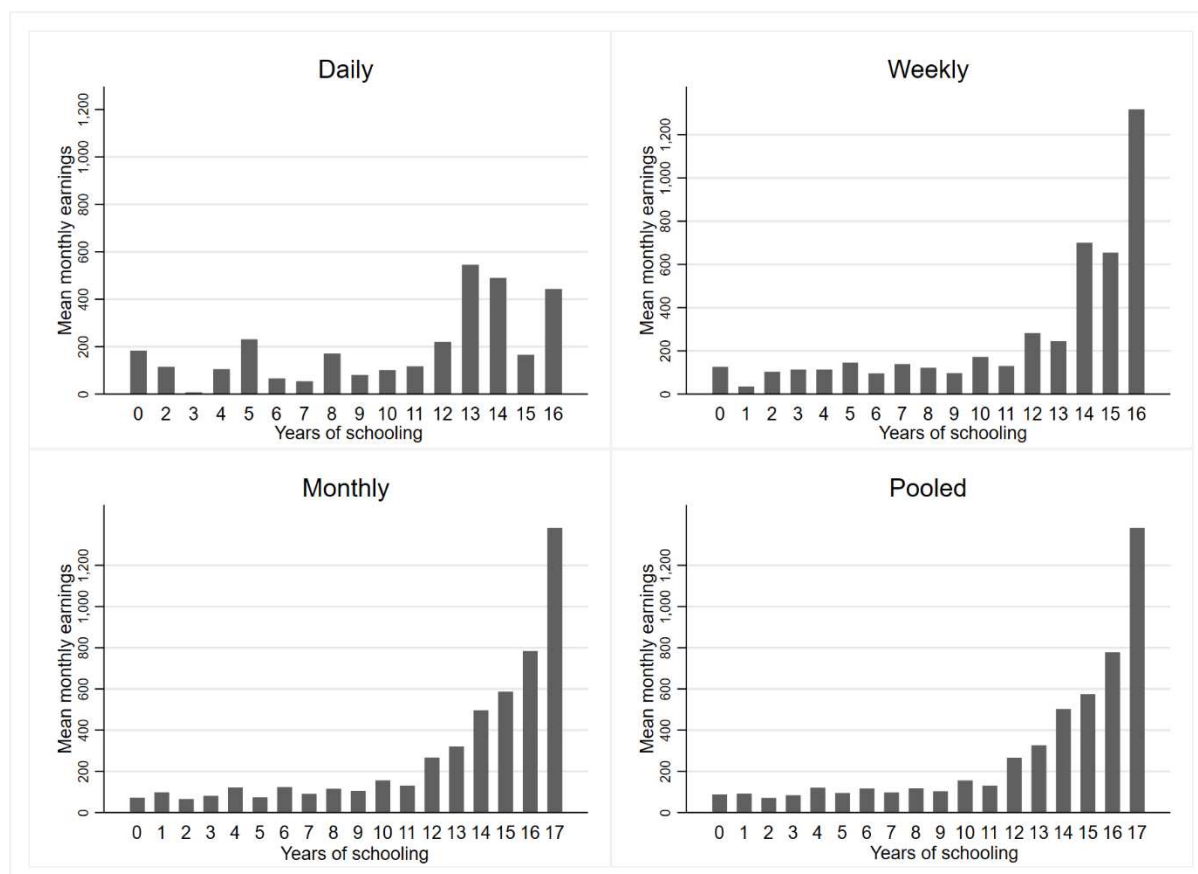 Daily
Mean monthly earnings
0 200 400 600 800 1,000 1,200
0 2 3 4 5 6 7 8 9 10 11 12 13 14 15 16
Years of schooling
Weekly
Mean monthly earnings
0 200 400 600 800 1,000 1,200
0 1 2 3 4 5 6 7 8 9 10 11 12 13 14 15 16
Years of schooling
Monthly
Mean monthly earnings
0 200 400 600 800 1,000 1,200
0 1 2 3 4 5 6 7 8 9 10 11 12 13 14 15 16 17
Years of schooling
Pooled
Mean monthly earnings
0 200 400 600 800 1,000 1,200
0 1 2 3 4 5 6 7 8 9 10 11 12 13 14 15 16 17
Years of schooling